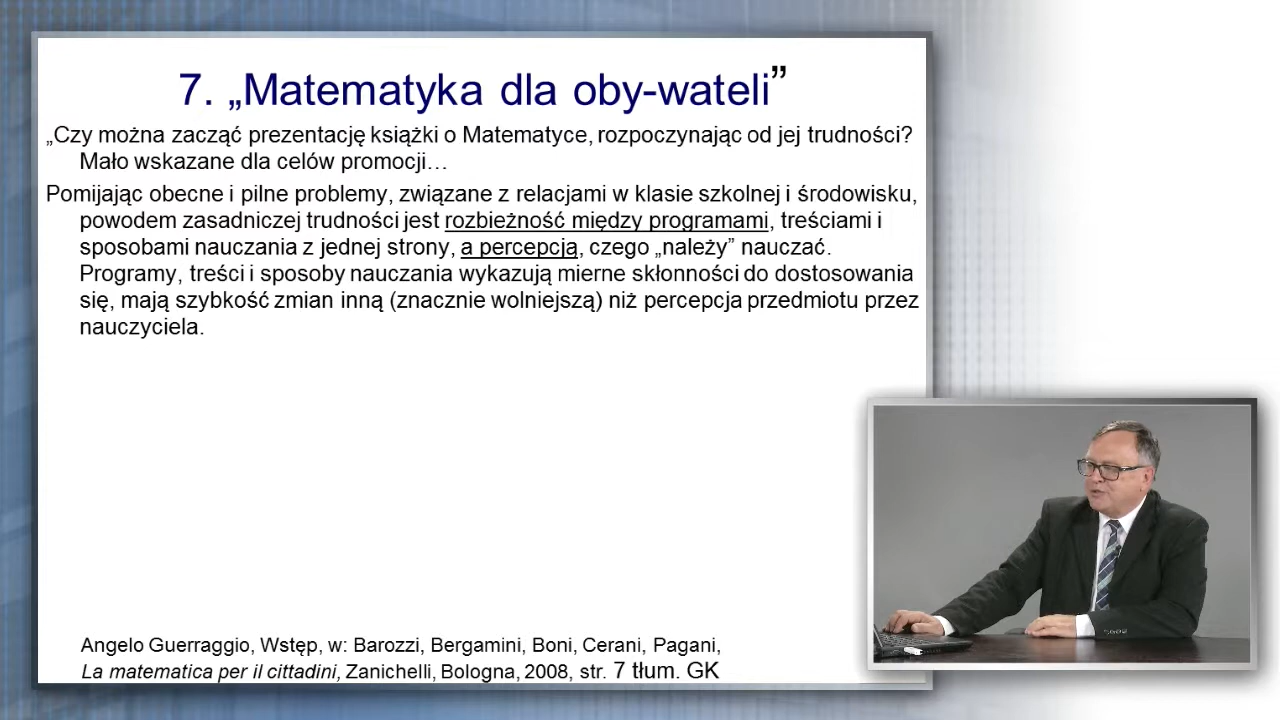 7. „Matematyka dla oby-wateli”
„Czy można zacząć prezentację książki o Matematyce, rozpoczynając od jej trudności?
Mało wskazane dla celów promocji…
Pomijając obecne i pilne problemy, związane z relacjami w klasie szkolnej i środowisku,
powodem zasadniczej trudności jest rozbieżność między programami, treściami i
sposobami nauczania z jednej strony, a percepcją, czego „należy” nauczać.
Programy, treści i sposoby nauczania wykazują mierne skłonności do dostosowania
się, mają szybkość zmian inną (znacznie wolniejszą) niż percepcja przedmiotu przez
nauczyciela.
Angelo Guerraggio, Wstęp, w: Barozzi, Bergamini, Boni, Cerani, Pagani,
La matematica per il cittadini, Zanichelli, Bologna, 2008, str. 7 tłum. GK